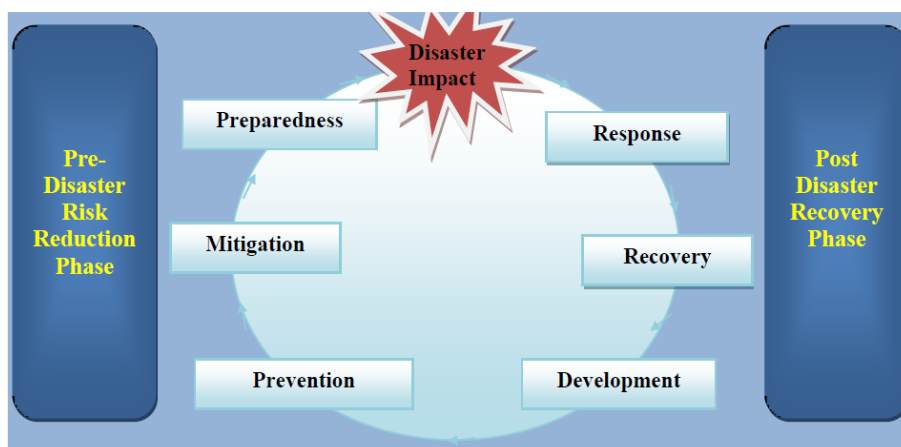 Disaster
Impact
Preparedness
Response
Pre-
Disaster
Risk
Reduction
Phase
Post
Disaster
Recovery
Phase
Mitigation
Recovery
Prevention
Development